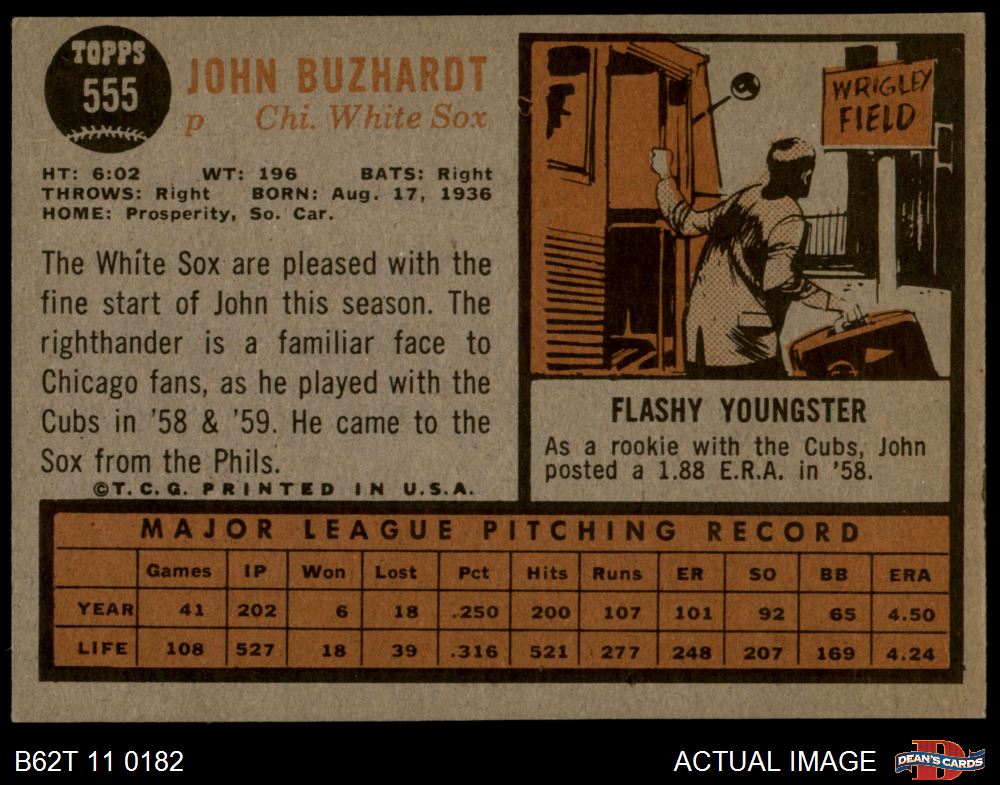 TOPPS
555
JOHN BUZHARDT
p Chi. White Sox
HT: 6:02 WT: 196 BATS: Right
THROWS: Right BORN: Aug. 17, 1936
HOME: Prosperity, So. Car.
The White Sox are pleased with the
fine start of John this season. The
righthander is a familiar face to
Chicago fans, as he played with the
Cubs in '58 & '59. He came to the
Sox from the Phils.
©T.C.G. PRINTED IN U.S.A.
WRIGLEY
FIELD
FLASHY YOUNGSTER
As a rookie with the Cubs, John
posted a 1.88 E.R.A. in '58.
MAJOR LEAGUE PITCHING RECORD
Games IP Won Lost Pct Hits Runs ER SO BB ERA
YEAR 41 202 6 18 .250 200 107 101 92 65 4.50
LIFE 108 527 18 39 .316 521 277 248 207 169 4.24
B62T 11 0182
ACTUAL IMAGE
DEAN'S CARDS